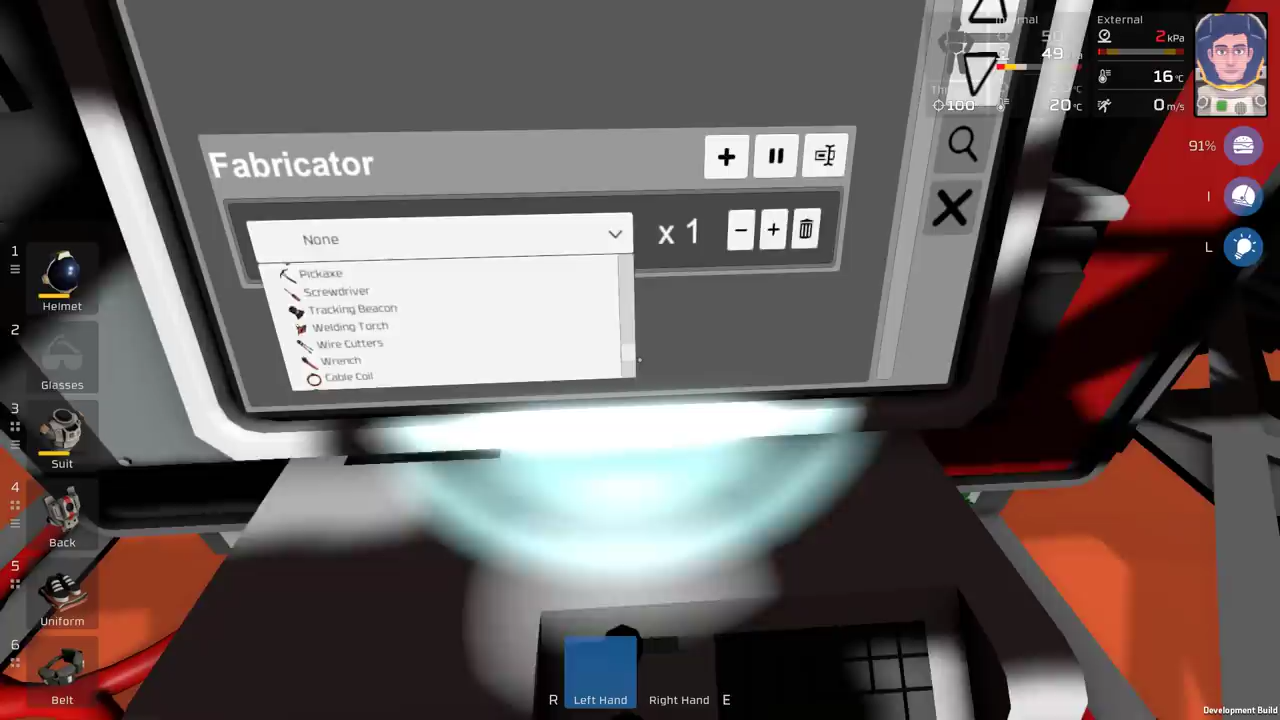 Internal
External
50
2 kPa
49
16 °C
100
20 °C
0 m/s
91%
I
L
Fabricator
None
x 1
Pickaxe
Screwdriver
Tracking Beacon
Welding Torch
Wire Cutters
Wrench
Cable Coil
1
Helmet
2
Glasses
3
Suit
4
Back
5
Uniform
6
Belt
R
Left Hand
Right Hand
E
Development Build